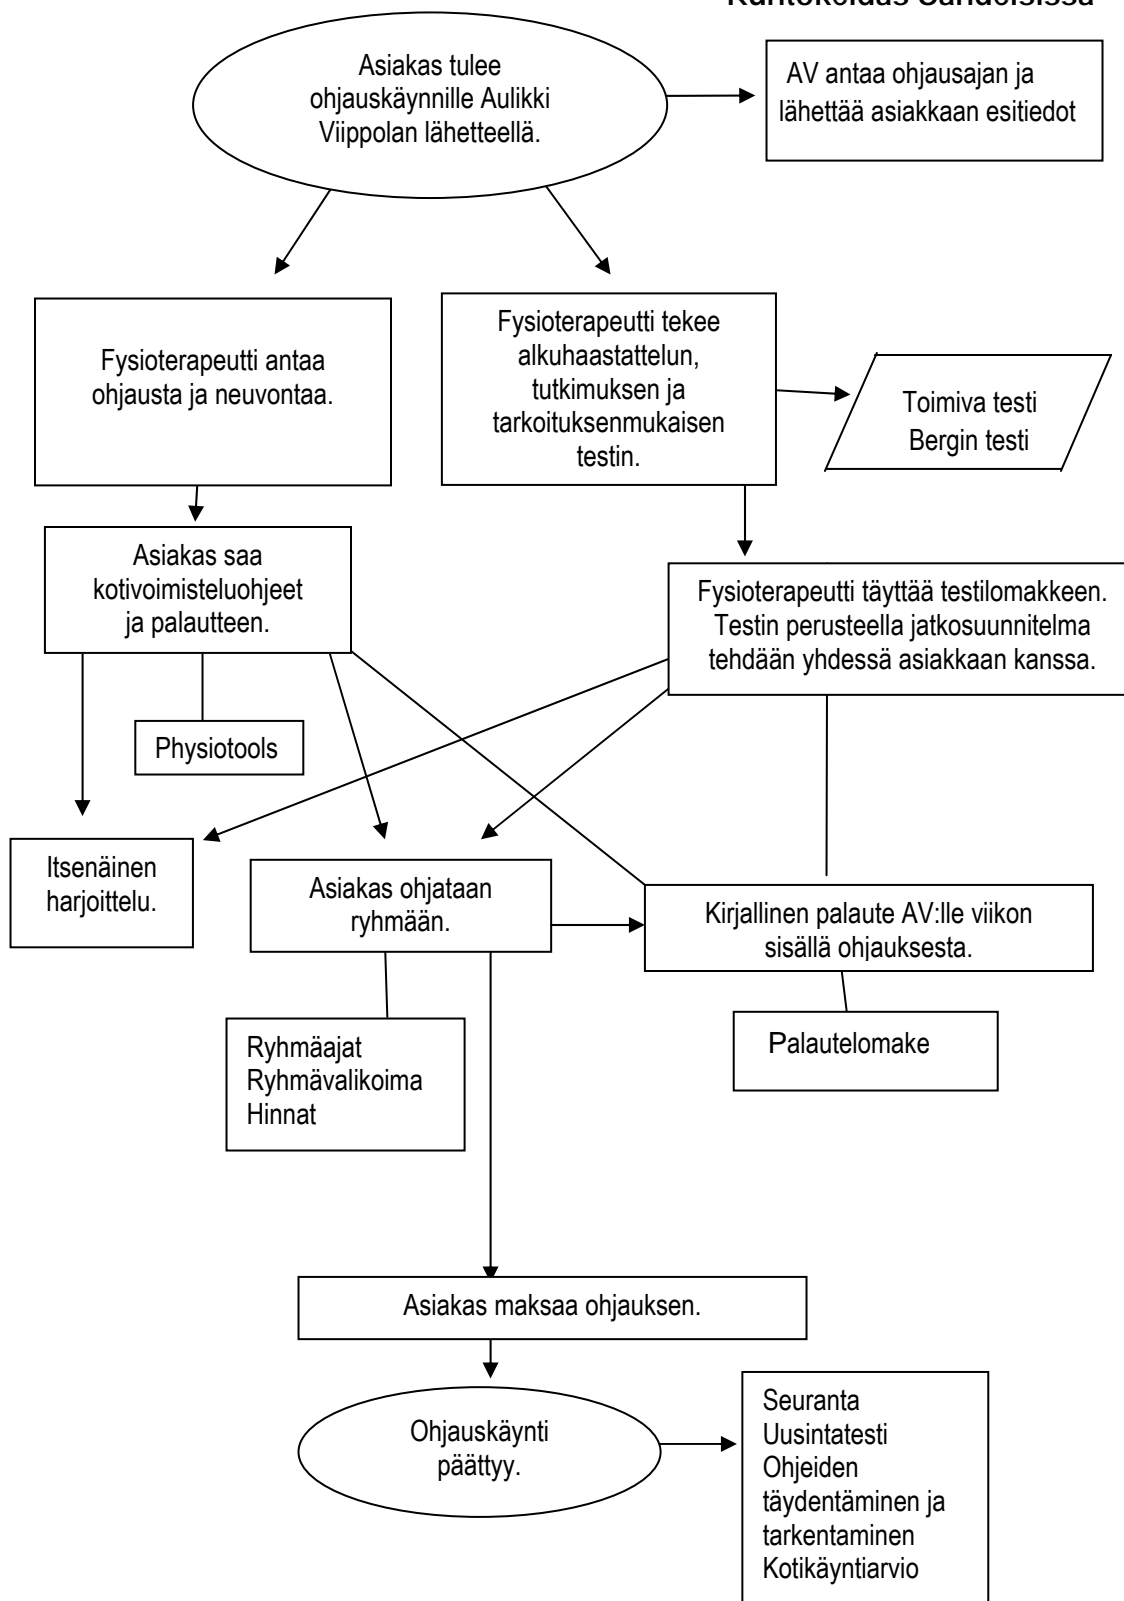 Asiakas tulee
ohjauskäynnille Aulikki
Viippolan lähetteellä.
AV antaa ohjausajan ja
lähettää asiakkaan esitiedot
Fysioterapeutti antaa
ohjausta ja neuvontaa.
Fysioterapeutti tekee
alkuhaastattelun,
tutkimuksen ja
tarkoituksenmukaisen
testin.
Toimiva testi
Bergin testi
Asiakas saa
kotivoimisteluohjeet
ja palautteen.
Fysioterapeutti täyttää testilomakkeen.
Testin perusteella jatkosuunnitelma
tehdään yhdessä asiakkaan kanssa.
Physiotools
Itsenäinen
harjoittelu.
Asiakas ohjataan
ryhmään.
Kirjallinen palaute AV:lle viikon
sisällä ohjauksesta.
Ryhmäajat
Ryhmävalikoima
Hinnat
Palautelomake
Asiakas maksaa ohjauksen.
Ohjauskäynti
päättyy.
Seuranta
Uusintatesti
Ohjeiden
täydentäminen ja
tarkentaminen
Kotikäyntiarvio